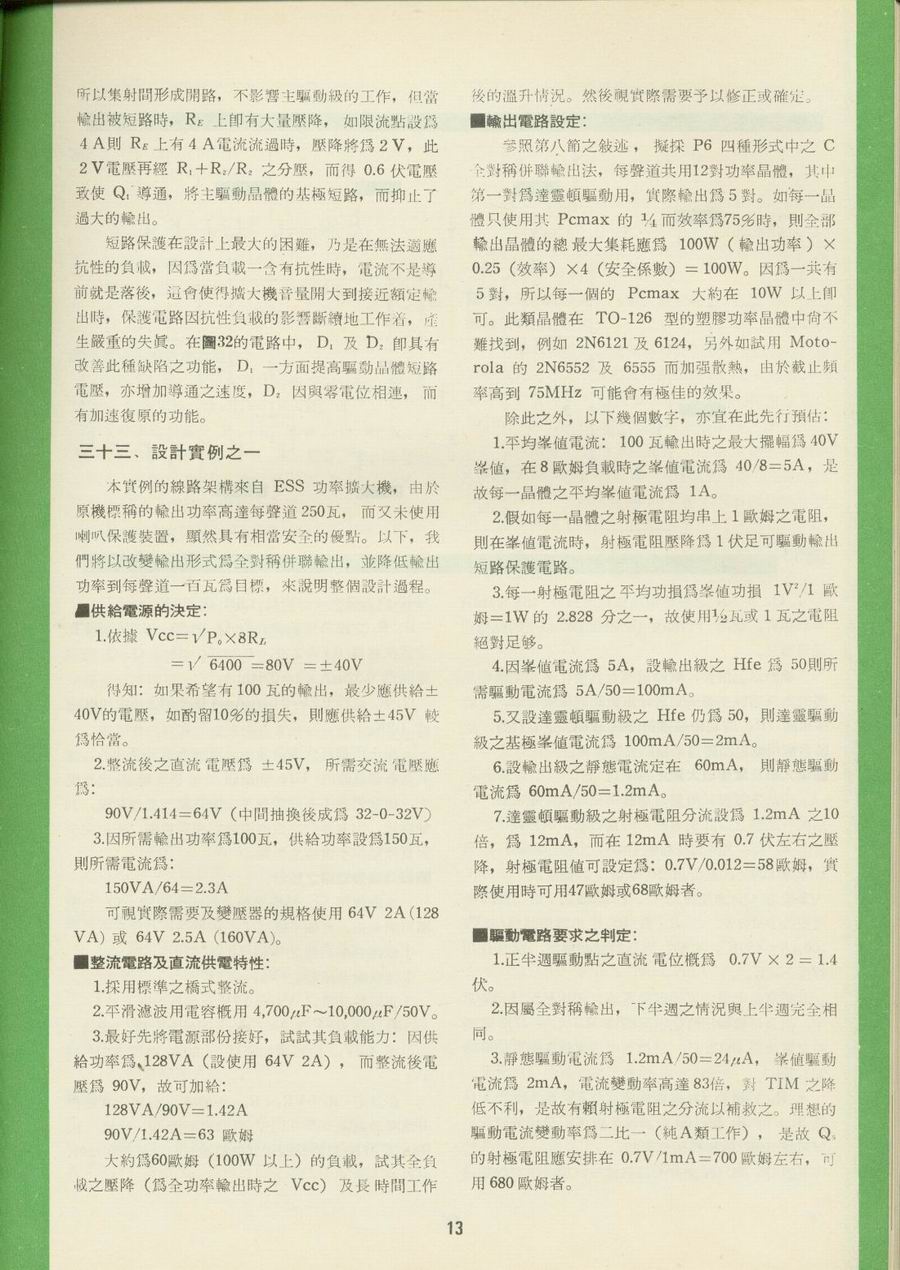 所以集射間形成開路，不影響主驅動級的工作，但當
輸出被短路時，RE 上卽有大量壓降，如限流點設爲
4 A則 RE 上有 4 A電流流過時，壓降將爲 2 V，此
2 V電壓再經 R₁+R₂/R₂ 之分壓，而得 0.6 伏電壓
致使 Q₁ 導通，將主驅動晶體的基極短路，而抑止了
過大的輸出。
短路保護在設計上最大的困難，乃是在無法適應
抗性的負載，因爲當負載一含有抗性時，電流不是導
前就是落後，這會使得擴大機音量開大到接近額定輸
出時，保護電路因抗性負載的影響斷續地工作着，產
生嚴重的失眞。在圖32的電路中，D₁ 及 D₂ 卽具有
改善此種缺陷之功能，D₁ 一方面提高驅動晶體短路
電壓，亦增加導通之速度，D₂ 因與零電位相連，而
有加速復原的功能。
三十三、設計實例之一
本實例的線路架構來自 ESS 功率擴大機，由於
原機標稱的輸出功率高達每聲道 250瓦，而又未使用
喇叭保護裝置，顯然具有相當安全的優點。以下，我
們將以改變輸出形式爲全對稱併聯輸出，並降低輸出
功率到每聲道一百瓦爲目標，來說明整個設計過程。
■供給電源的決定：
1.依據 Vcc=√P₀×8RL
=√6400=80V =±40V
得知：如果希望有 100 瓦的輸出，最少應供給±
40V的電壓，如酌留10%的損失，則應供給±45V 較
爲恰當。
2.整流後之直流電壓爲 ±45V，所需交流電壓應
爲：
90V/1.414=64V（中間抽換後成爲 32-0-32V）
3.因所需輸出功率爲100瓦，供給功率設爲150瓦，
則所需電流爲：
150VA/64=2.3A
可視實際需要及變壓器的規格使用 64V 2A (128
VA) 或 64V 2.5A (160VA)。
■整流電路及直流供電特性：
1.採用標準之橋式整流。
2.平滑濾波用電容概用 4,700μF～10,000μF/50V。
3.最好先將電源部份接好，試試其負載能力：因供
給功率爲128VA（設使用 64V 2A），而整流後電
壓爲 90V，故可加給：
128VA/90V=1.42A
90V/1.42A=63 歐姆
大約爲60歐姆（100W 以上）的負載，試其全負
載之壓降（爲全功率輸出時之 Vcc）及長時間工作
後的溫升情況。然後視實際需要予以修正或確定。
■輸出電路設定：
參照第八節之敍述，擬採 P6 四種形式中之 C
全對稱併聯輸出法，每聲道共用12對功率晶體，其中
第一對爲達靈頓驅動用，實際輸出爲 5 對。如每一晶
體只使用其 Pcmax 的 ¼ 而效率爲75%時，則全部
輸出晶體的總最大集耗應爲 100W（輸出功率）×
0.25（效率）×4（安全係數）=100W。因爲一共有
5 對，所以每一個的 Pcmax 大約在 10W 以上卽
可。此類晶體在 TO-126 型的塑膠功率晶體中尙不
難找到，例如 2N6121 及 6124，另外如試用 Moto-
rola 的 2N6552 及 6555 而加强散熱，由於截止頻
率高到 75MHz 可能會有極佳的效果。
除此之外，以下幾個數字，亦宜在此先行預估：
1.平均峯值電流：100 瓦輸出時之最大擺幅爲 40V
峯値，在 8 歐姆負載時之峯値電流爲 40/8=5A，是
故每一晶體之平均峯値電流爲 1A。
2.假如每一晶體之射極電阻均串上 1 歐姆之電阻，
則在峯値電流時，射極電阻壓降爲 1 伏足可驅動輸出
短路保護電路。
3.每一射極電阻之平均功損爲峯値功損 1V²/1 歐
姆=1W 的 2.828 分之一，故使用½瓦或 1 瓦之電阻
絕對足够。
4.因峯値電流爲 5A，設輸出級之 Hfe 爲 50則所
需驅動電流爲 5A/50=100mA。
5.又設達靈頓驅動級之 Hfe 仍爲 50，則達靈驅動
級之基極峯値電流爲 100mA/50=2mA。
6.設輸出級之靜態電流定在 60mA，則靜態驅動
電流爲 60mA/50=1.2mA。
7.達靈頓驅動級之射極電阻分流設爲 1.2mA 之10
倍，爲 12mA，而在 12mA 時要有 0.7 伏左右之壓
降，射極電阻値可設定爲：0.7V/0.012=58歐姆，實
際使用時可用47歐姆或68歐姆者。
■驅動電路要求之判定：
1.正半週驅動點之直流電位概爲 0.7V × 2 = 1.4
伏。
2.因屬全對稱輸出，下半週之情況與上半週完全相
同。
3.靜態驅動電流爲 1.2mA/50=24μA，峯値驅動
電流爲 2mA，電流變動率高達 83倍，對 TIM 之降
低不利，是故有賴射極電阻之分流以補救之。理想的
驅動電流變動率爲二比一（純A類工作），是故 Q₅
的射極電阻應安排在 0.7V/1mA=700 歐姆左右，可
用 680 歐姆者。
13